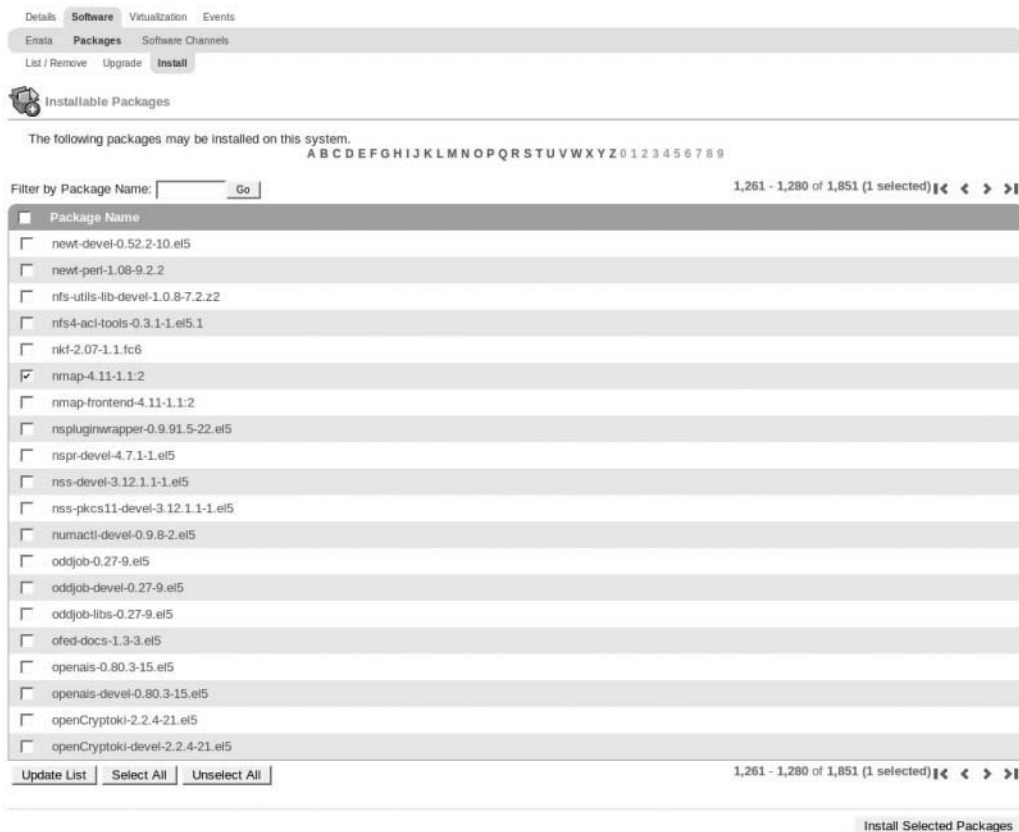 Details Software Virtualization Events
Errata Packages Software Channels
List / Remove Upgrade Install
Installable Packages
The following packages may be installed on this system.
A B C D E F G H I J K L M N O P Q R S T U V W X Y Z 0 1 2 3 4 5 6 7 8 9
Filter by Package Name: Go 1,261 - 1,280 of 1,851 (1 selected)
Package Name
newt-devel-0.52.2-10.el5
newt-perl-1.08-9.2.2
nfs-utils-lib-devel-1.0.8-7.2.z2
nfs4-acl-tools-0.3.1-1.el5.1
nkf-2.07-1.1.fc6
nmap-4.11-1.1:2
nmap-frontend-4.11-1.1:2
nspluginwrapper-0.9.91.5-22.el5
nspr-devel-4.7.1-1.el5
nss-devel-3.12.1.1-1.el5
nss-pkcs11-devel-3.12.1.1-1.el5
numactl-devel-0.9.8-2.el5
oddjob-0.27-9.el5
oddjob-devel-0.27-9.el5
oddjob-libs-0.27-9.el5
ofed-docs-1.3-3.el5
openais-0.80.3-15.el5
openais-devel-0.80.3-15.el5
openCryptoki-2.2.4-21.el5
openCryptoki-devel-2.2.4-21.el5
Update List Select All Unselect All 1,261 - 1,280 of 1,851 (1 selected)
Install Selected Packages